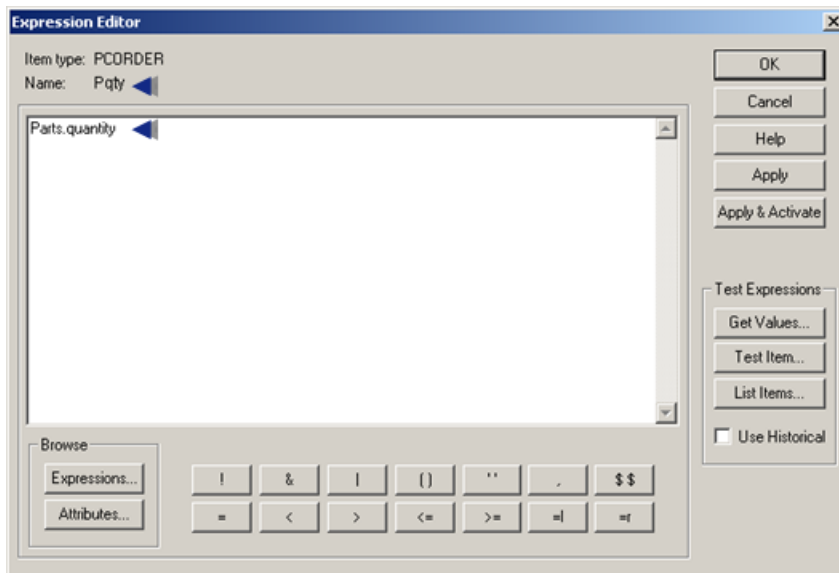 Expression Editor
Item type: PCORDER
Name: Pqty
Parts.quantity
OK
Cancel
Help
Apply
Apply & Activate
Test Expressions
Get Values...
Test Item...
List Items...
Use Historical
Browse
Expressions...
Attributes...
! & | ( ) ' ' , $ $
= < > <= >= =l =r